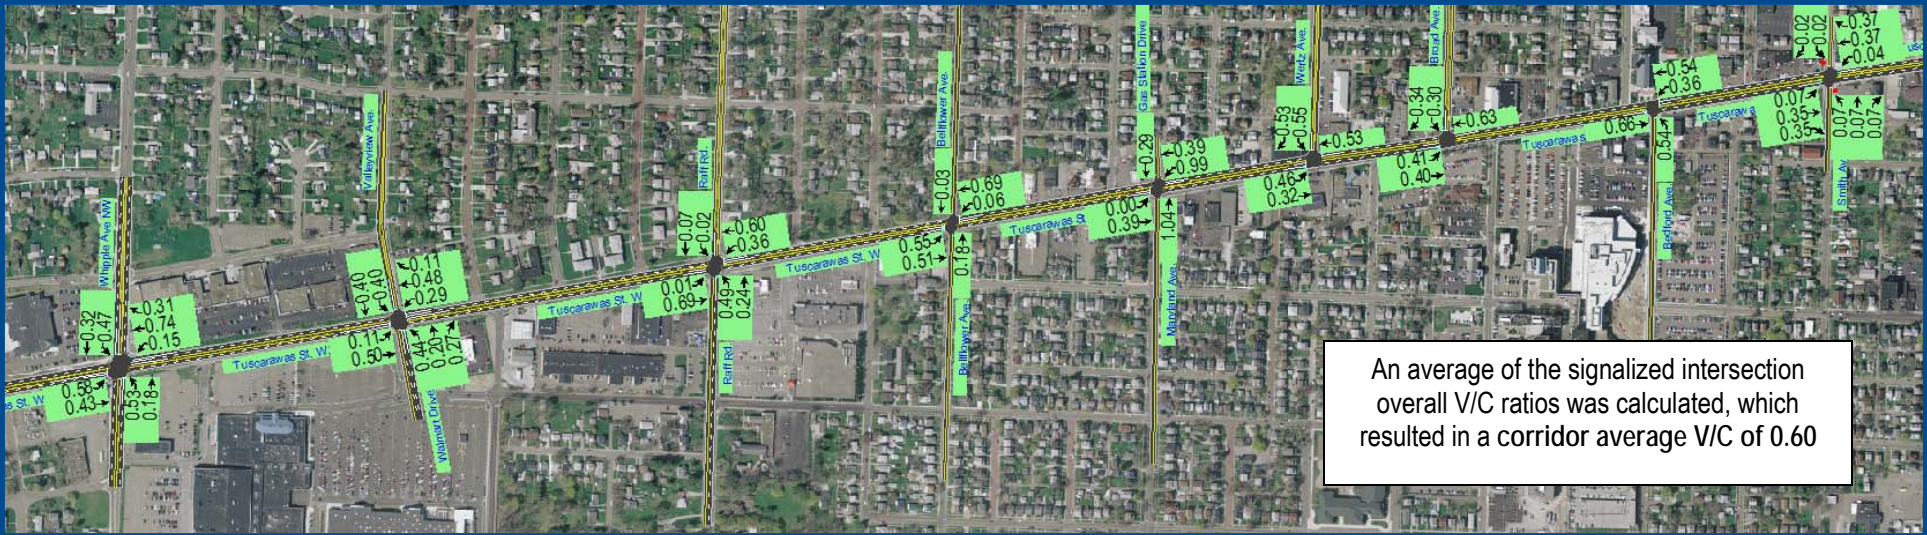 Whipple Ave NW
0.32
0.47
0.31
0.74
0.15
0.58
0.43
0.53
0.18
s St. W
Tuscarawas St. W.
Valleyview Ave.
0.40
0.40
0.11
0.48
0.29
0.11
0.50
0.44
0.20
0.27
Walmart Drive
Tuscarawas St. W
Raff Rd.
0.07
0.02
0.60
0.36
0.01
0.69
0.49
0.24
Raff Rd
Tuscarawas St. W
Bellflower Ave.
0.03
0.69
0.06
0.55
0.51
0.18
Bellflower Ave.
Tuscarawas St
Gas Station Drive
0.29
0.39
0.99
0.00
0.39
1.04
Maryland Ave.
Wertz Ave.
0.53
0.55
0.53
0.46
0.32
Broad Ave.
0.34
0.30
0.63
0.41
0.40
Tuscarawas
0.54
0.36
0.66
0.54
Bedford Ave.
Tuscarawa
0.02
0.02
0.37
0.37
0.04
0.07
0.35
0.35
0.07
0.07
0.07
Smith Av
An average of the signalized intersection
overall V/C ratios was calculated, which
resulted in a corridor average V/C of 0.60